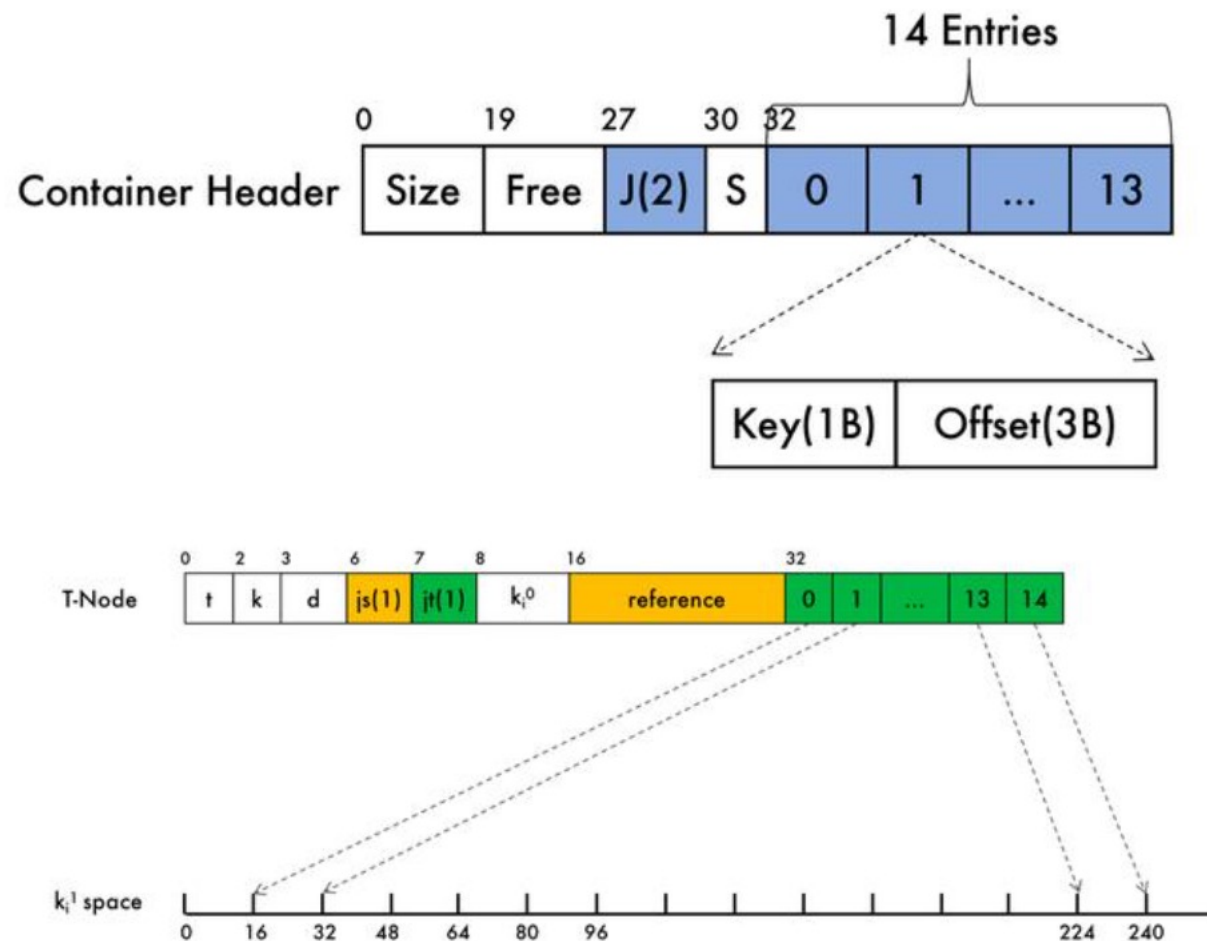 14 Entries
0 19 27 30 32
Container Header Size Free J(2) S 0 1 ... 13
Key(1B) Offset(3B)
0 2 3 6 7 8 16 32
T-Node t k d js(1) jt(1) kᵢ⁰ reference 0 1 ... 13 14
kᵢ¹ space
0 16 32 48 64 80 96 224 240